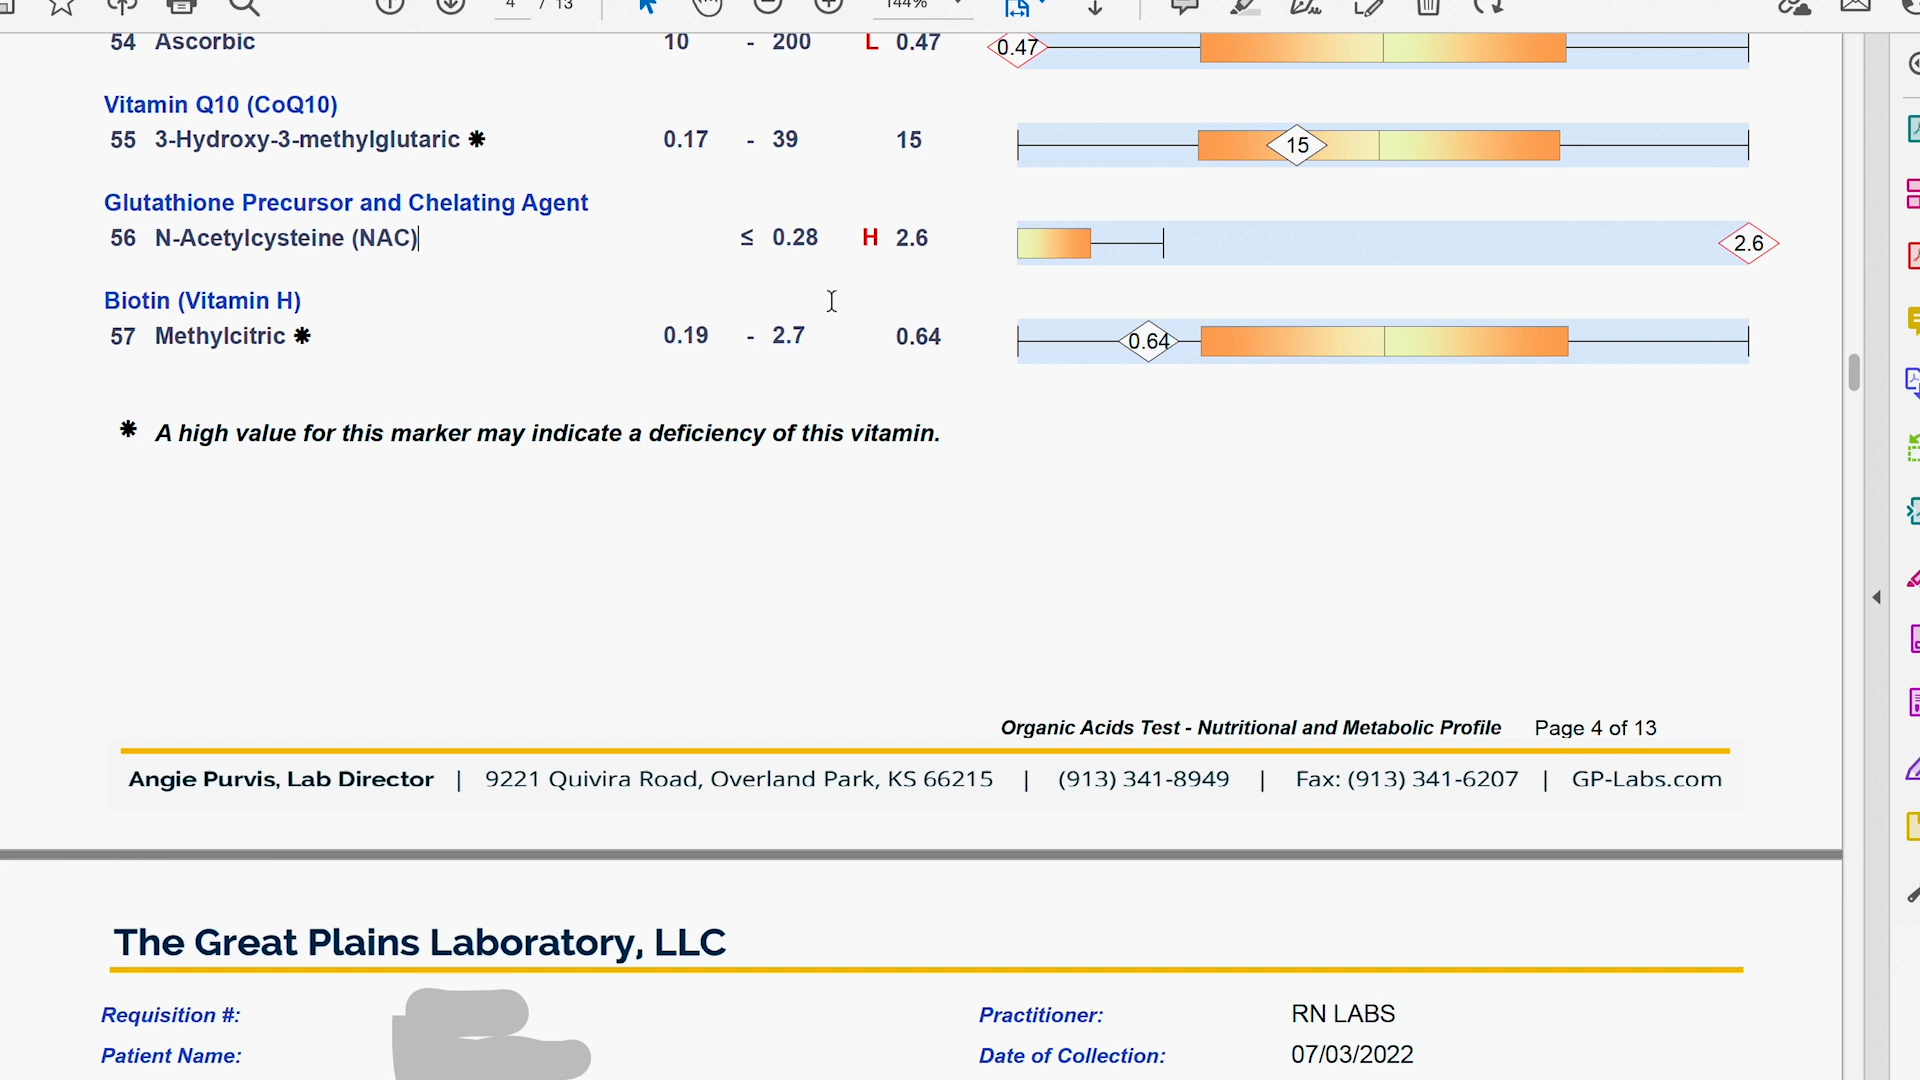 4 / 13 144%
54 Ascorbic 10 - 200 L 0.47 0.47
Vitamin Q10 (CoQ10)
55 3-Hydroxy-3-methylglutaric ✱ 0.17 - 39 15 15
Glutathione Precursor and Chelating Agent
56 N-Acetylcysteine (NAC) ≤ 0.28 H 2.6 2.6
Biotin (Vitamin H)
57 Methylcitric ✱ 0.19 - 2.7 0.64 0.64
✱ A high value for this marker may indicate a deficiency of this vitamin.
Organic Acids Test - Nutritional and Metabolic Profile Page 4 of 13
Angie Purvis, Lab Director | 9221 Quivira Road, Overland Park, KS 66215 | (913) 341-8949 | Fax: (913) 341-6207 | GP-Labs.com
The Great Plains Laboratory, LLC
Requisition #: Practitioner: RN LABS
Patient Name: Date of Collection: 07/03/2022